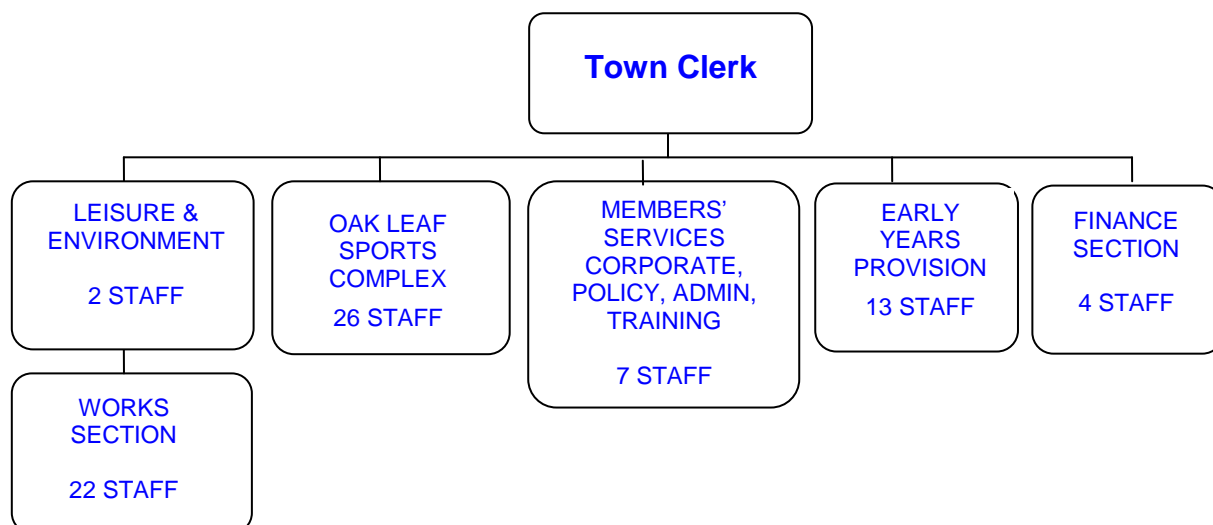 Town Clerk
LEISURE &
ENVIRONMENT
2 STAFF
OAK LEAF
SPORTS
COMPLEX
26 STAFF
MEMBERS'
SERVICES
CORPORATE,
POLICY, ADMIN,
TRAINING
7 STAFF
EARLY
YEARS
PROVISION
13 STAFF
FINANCE
SECTION
4 STAFF
WORKS
SECTION
22 STAFF